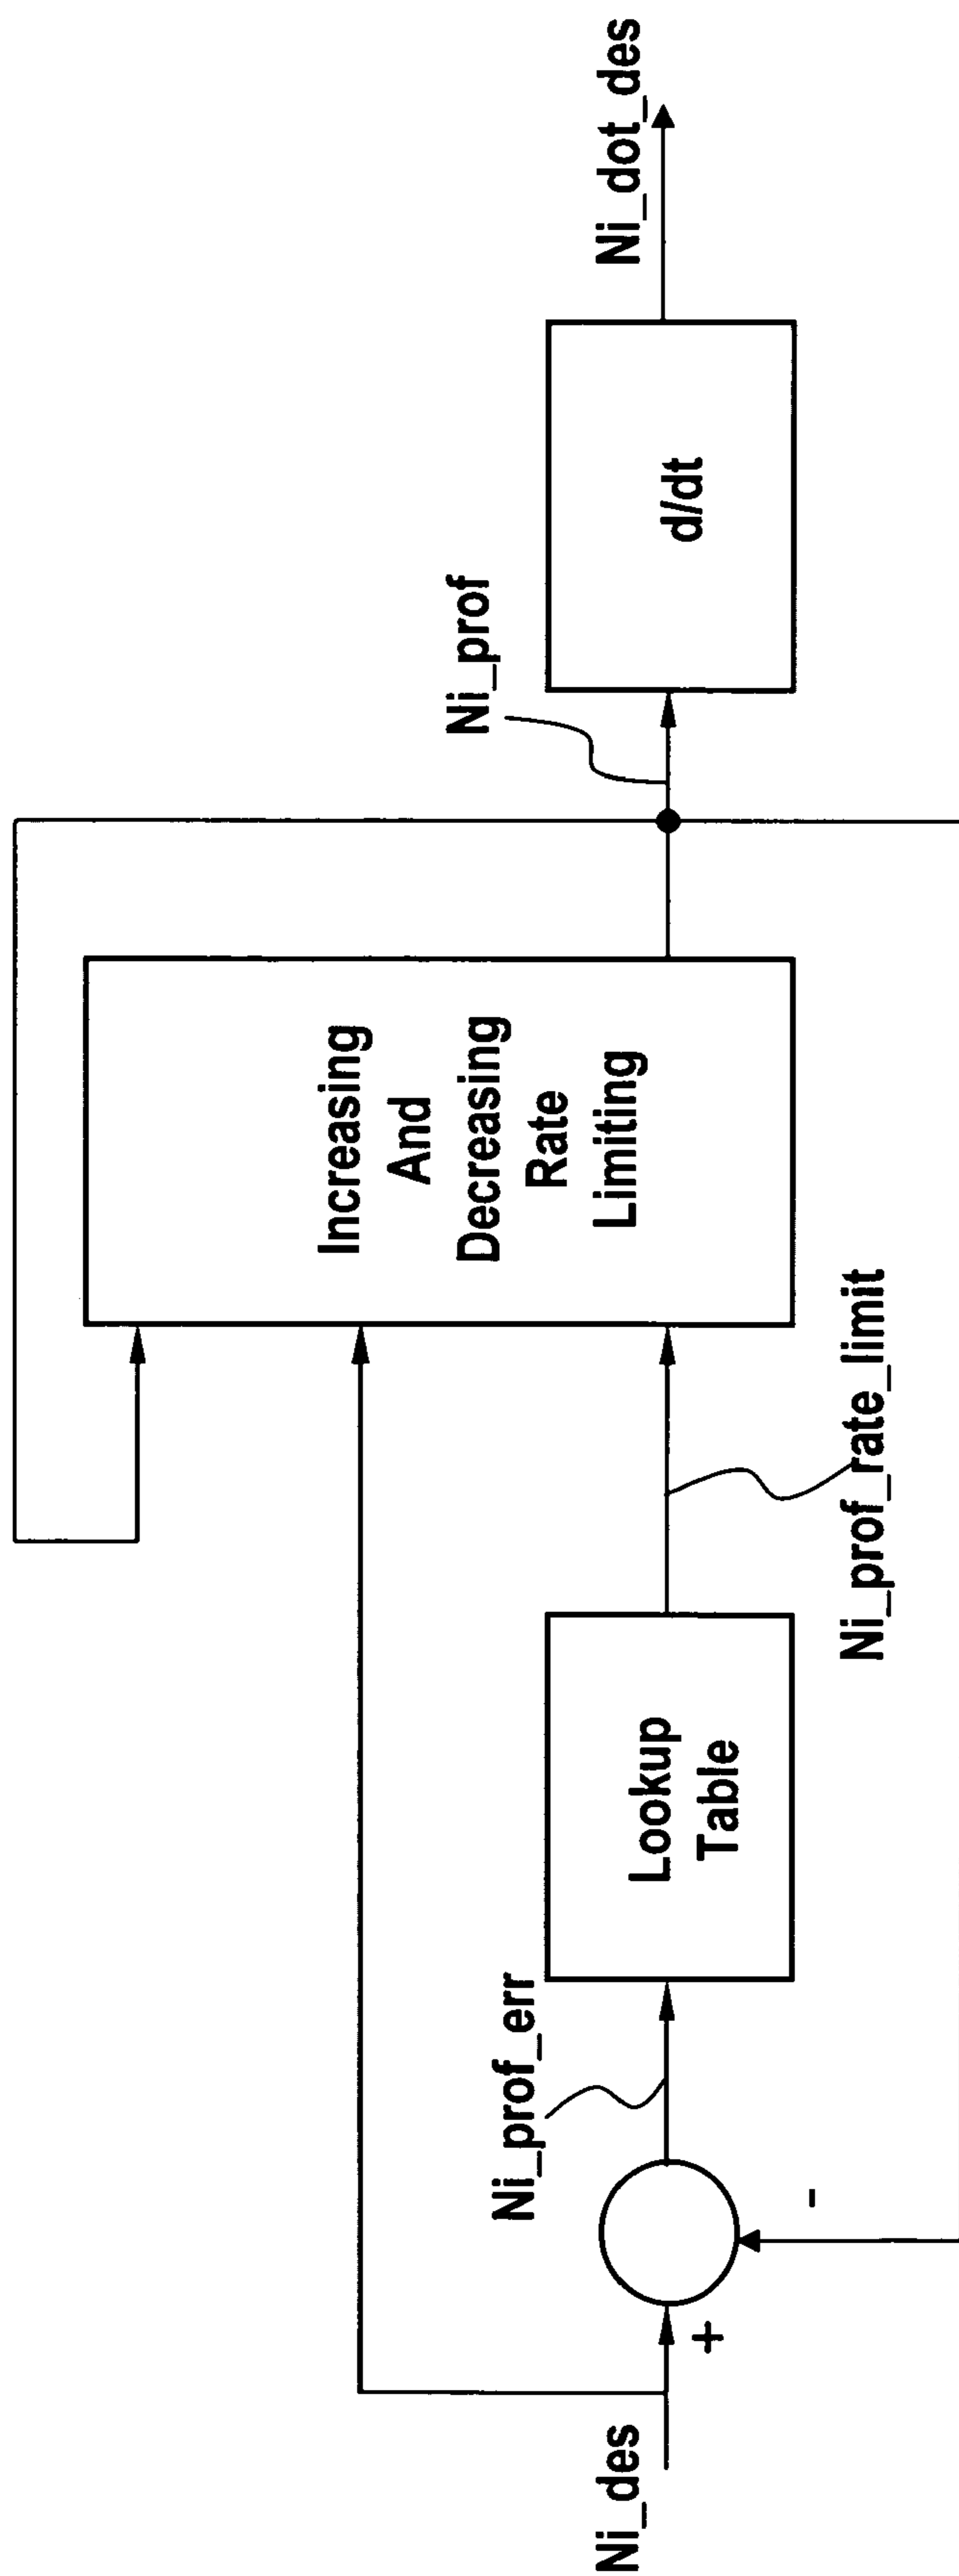 Ni_des
+
-
Ni_prof_err
Lookup
Table
Ni_prof_rate_limit
Increasing
And
Decreasing
Rate
Limiting
Ni_prof
d/dt
Ni_dot_des